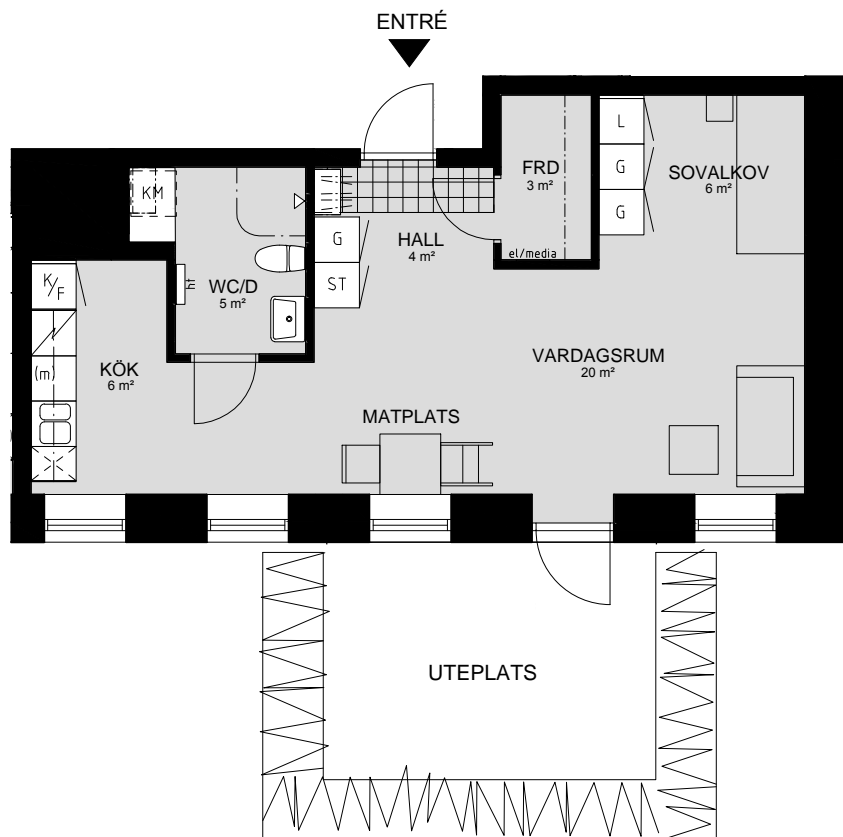 ENTRÉ
KM
FRD
3 m²
L
G
G
SOVALKOV
6 m²
G
HALL
4 m²
el/media
K/F
ST
ht
WC/D
5 m²
(m)
KÖK
6 m²
VARDAGSRUM
20 m²
MATPLATS
UTEPLATS